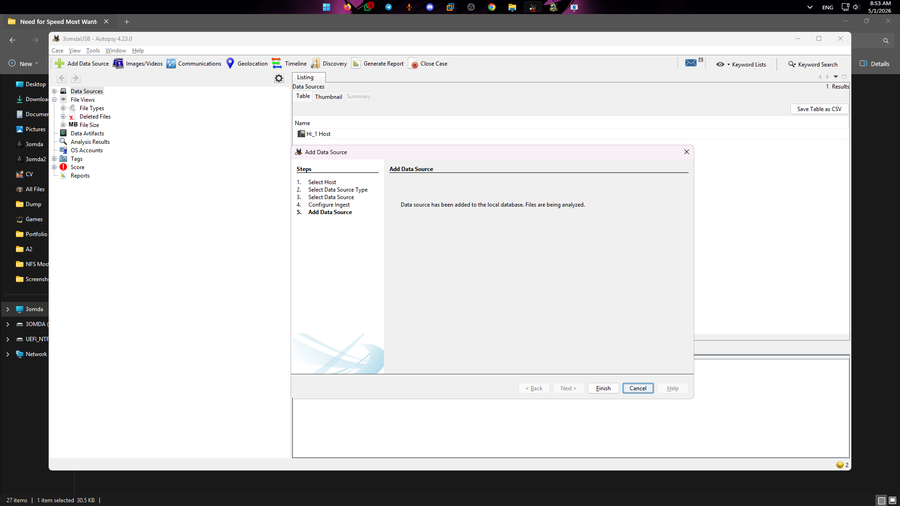 8:53 AM
ENG
5/1/2026
Need for Speed Most Want
3omdaUSB - Autopsy 4.23.0
Case View Tools Window Help
New
Details
Add Data Source Images/Videos Communications Geolocation Timeline Discovery Generate Report Close Case
Keyword Lists Keyword Search
Listing
Data Sources
1 Results
Table Thumbnail Summary
Save Table as CSV
Name
Hi_1 Host
Desktop
Downloa
Documen
Pictures
3omda
3omda2
CV
All Files
Dump
Games
Portfolio
A2
NFS Most
Screensh
3omda
3OMDA (
UEFI_NTF
Network
Data Sources
File Views
File Types
Deleted Files
MB File Size
Data Artifacts
Analysis Results
OS Accounts
Tags
Score
Reports
Add Data Source
Steps
1. Select Host
2. Select Data Source Type
3. Select Data Source
4. Configure Ingest
5. Add Data Source
Add Data Source
Data source has been added to the local database. Files are being analyzed.
< Back Next > Finish Cancel Help
2
27 items 1 item selected 30.5 KB